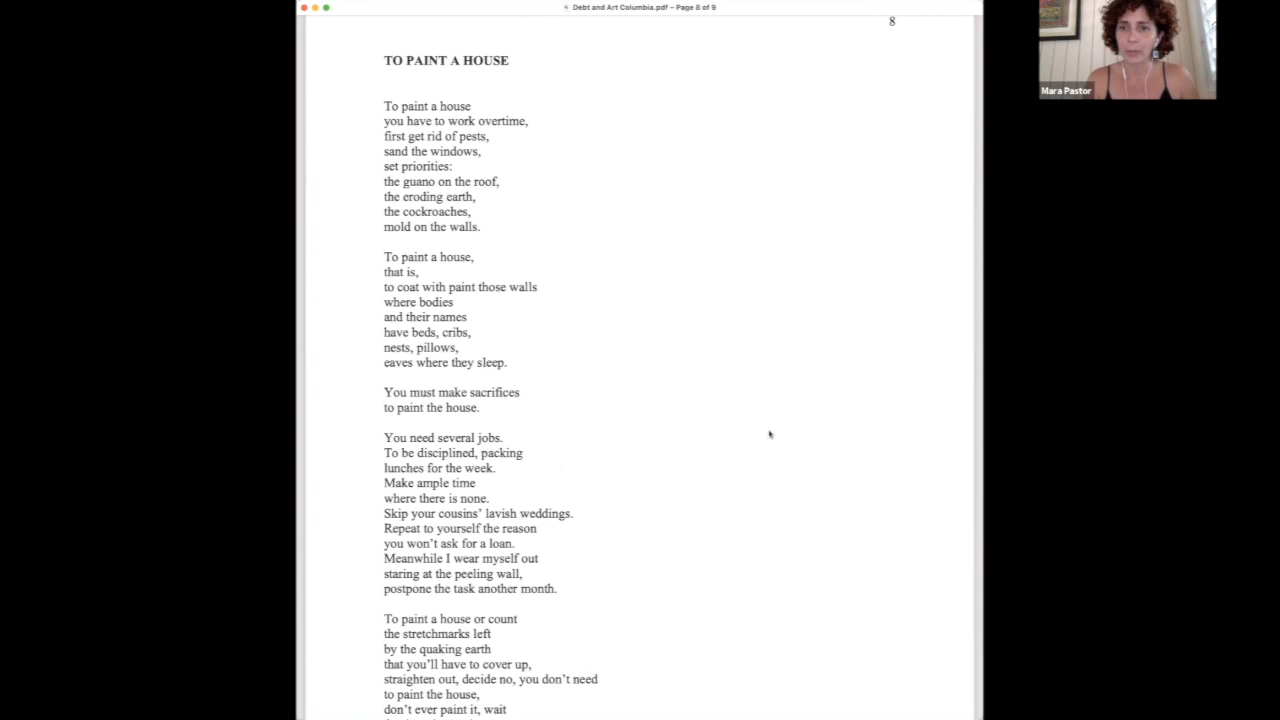 Debt and Art Columbia.pdf – Page 8 of 9
8
Mara Pastor
TO PAINT A HOUSE
To paint a house
you have to work overtime,
first get rid of pests,
sand the windows,
set priorities:
the guano on the roof,
the eroding earth,
the cockroaches,
mold on the walls.
To paint a house,
that is,
to coat with paint those walls
where bodies
and their names
have beds, cribs,
nests, pillows,
eaves where they sleep.
You must make sacrifices
to paint the house.
You need several jobs.
To be disciplined, packing
lunches for the week.
Make ample time
where there is none.
Skip your cousins’ lavish weddings.
Repeat to yourself the reason
you won’t ask for a loan.
Meanwhile I wear myself out
staring at the peeling wall,
postpone the task another month.
To paint a house or count
the stretchmarks left
by the quaking earth
that you’ll have to cover up,
straighten out, decide no, you don’t need
to paint the house,
don’t ever paint it, wait